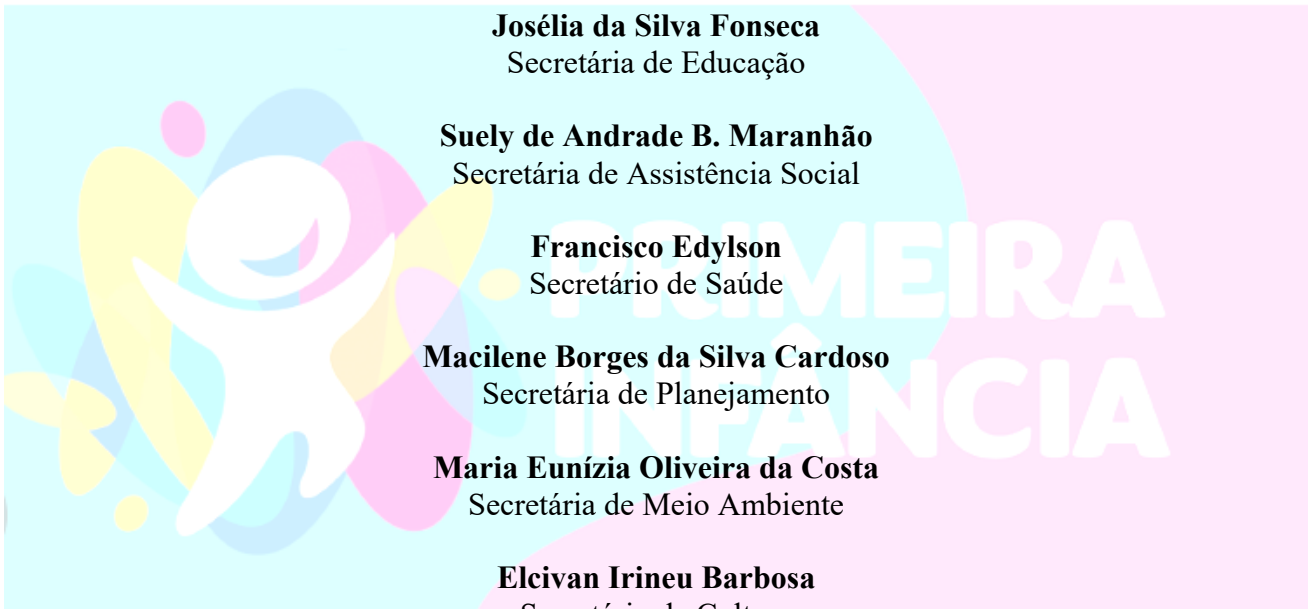 Josélia da Silva Fonseca
Secretária de Educação
Suely de Andrade B. Maranhão
Secretária de Assistência Social
Francisco Edylson
Secretário de Saúde
PRIMEIRA
INFÂNCIA
Macilene Borges da Silva Cardoso
Secretária de Planejamento
Maria Eunízia Oliveira da Costa
Secretária de Meio Ambiente
Elcivan Irineu Barbosa